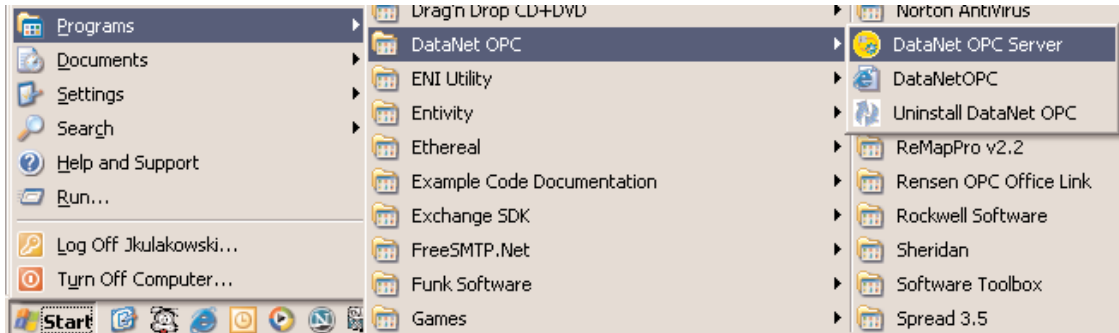 Programs
Documents
Settings
Search
Help and Support
Run...
Log Off Jkulakowski...
Turn Off Computer...
Start
Drag'n Drop CD+DVD
DataNet OPC
ENI Utility
Entivity
Ethereal
Example Code Documentation
Exchange SDK
FreeSMTP.Net
Funk Software
Games
Norton AntiVirus
DataNet OPC Server
DataNetOPC
Uninstall DataNet OPC
ReMapPro v2.2
Rensen OPC Office Link
Rockwell Software
Sheridan
Software Toolbox
Spread 3.5